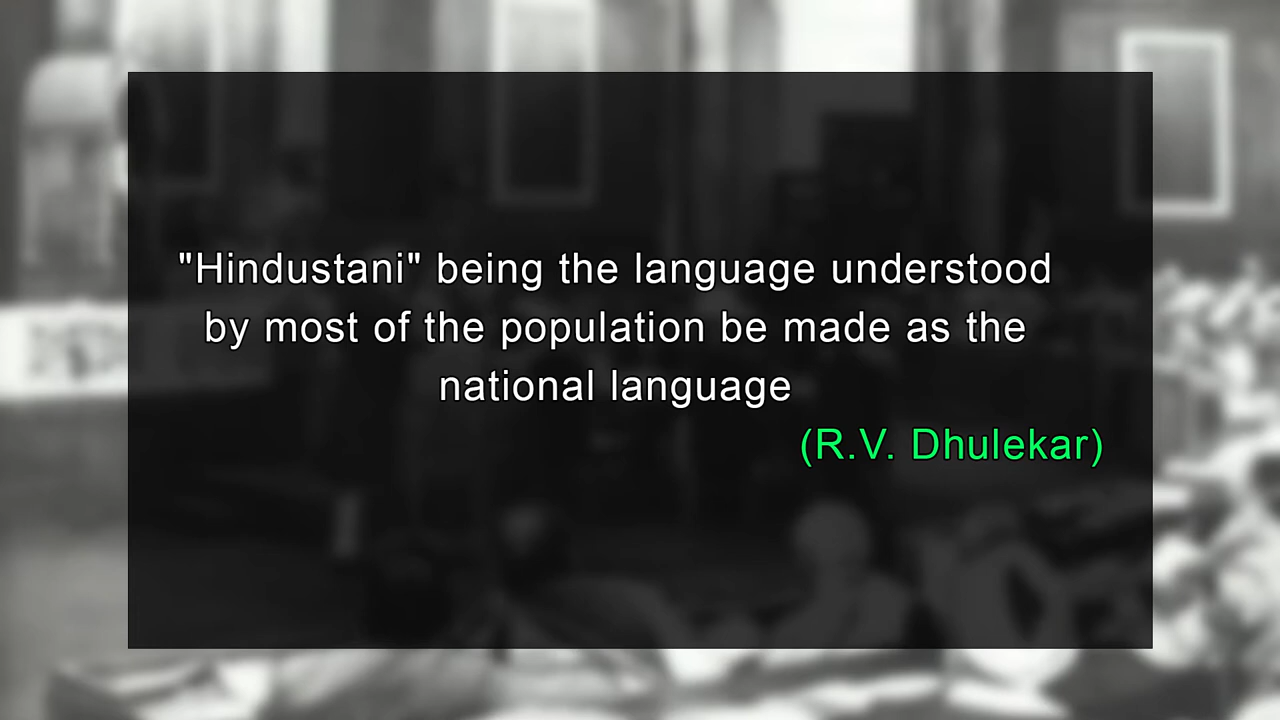 "Hindustani" being the language understood
by most of the population be made as the
national language
(R.V. Dhulekar)